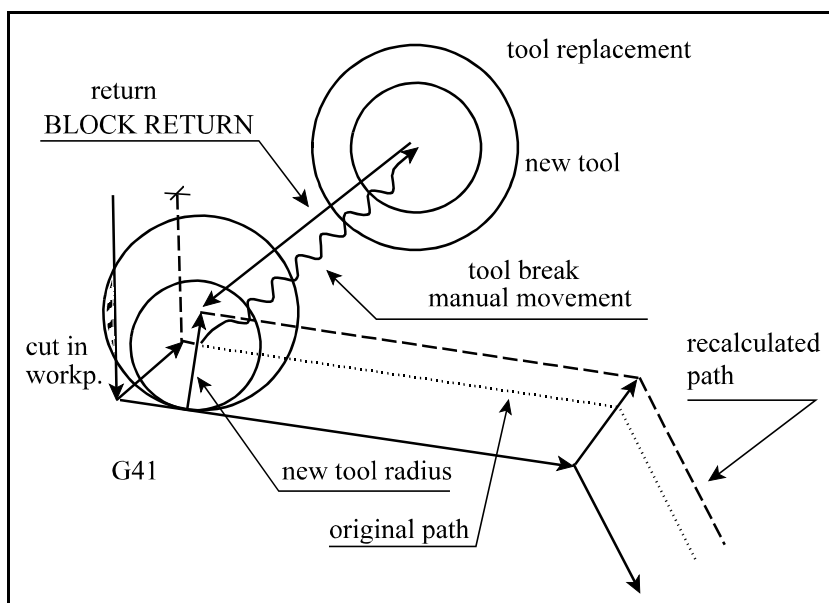 tool replacement
return
BLOCK RETURN
new tool
tool break
manual movement
cut in
workp.
recalculated
path
G41
new tool radius
original path